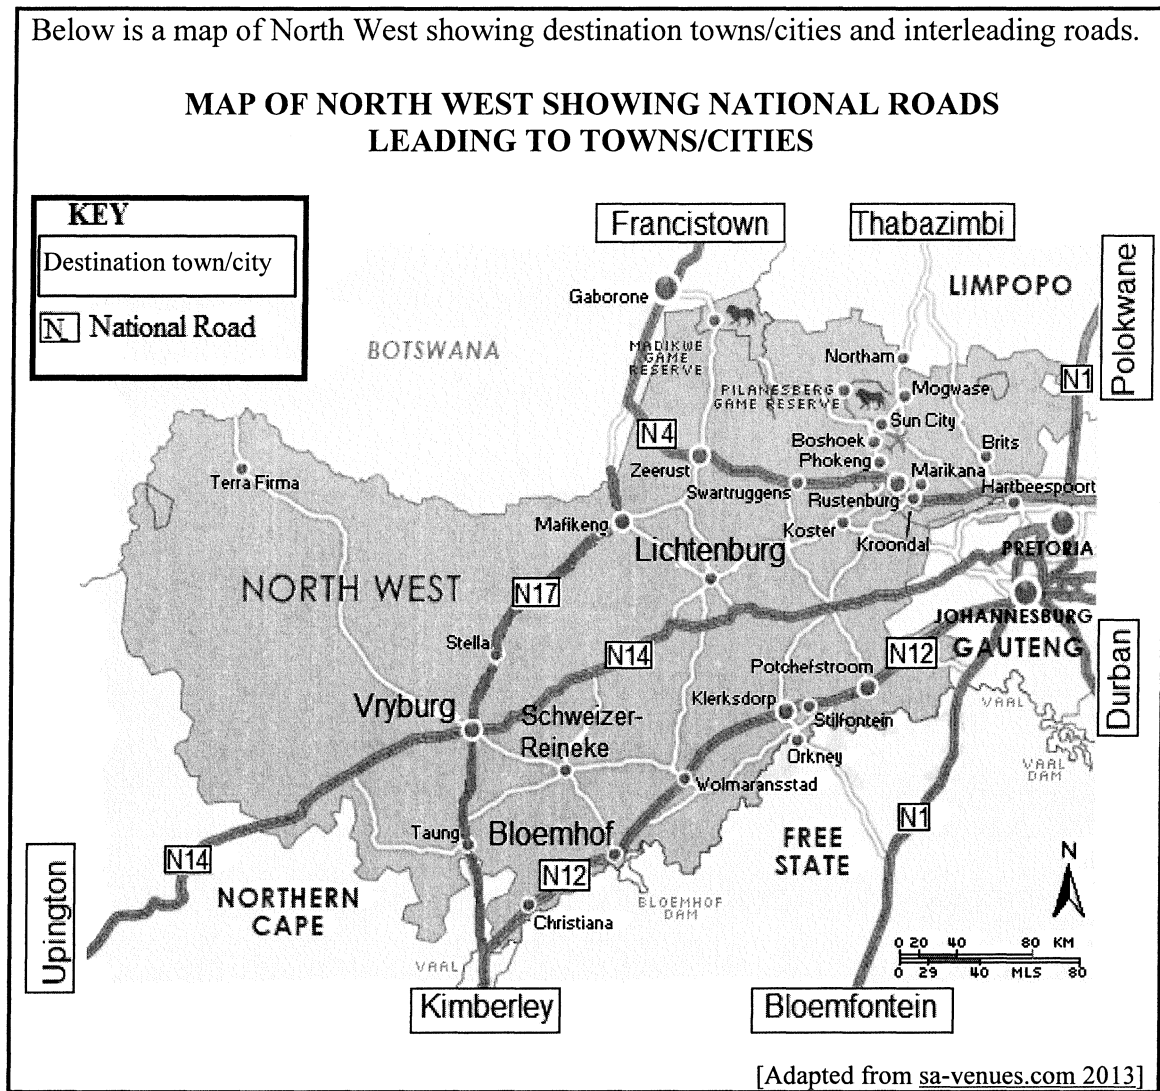 Below is a map of North West showing destination towns/cities and interleading roads.
MAP OF NORTH WEST SHOWING NATIONAL ROADS
LEADING TO TOWNS/CITIES
KEY
Destination town/city
N National Road
Francistown
Thabazimbi
Polokwane
LIMPOPO
Gaborone
BOTSWANA
MADIKWE
GAME
RESERVE
Northam
N1
PILANESBERG
GAME RESERVE
Mogwase
Sun City
N4
Boshoek
Brits
Zeerust
Phokeng
Marikana
Terra Firma
Swartruggens
Rustenburg
Hartbeespoort
Mafikeng
Koster
Kroondal
Lichtenburg
PRETORIA
NORTH WEST
N17
JOHANNESBURG
GAUTENG
Durban
Stella
N14
Potchefstroom
N12
Vryburg
Klerksdorp
Stilfontein
VAAL
Schweizer-
Reineke
Orkney
VAAL
DAM
Wolmaransstad
Taung
Bloemhof
FREE
STATE
N1
N14
N12
N
NORTHERN
CAPE
BLOEMHOF
DAM
Christiana
Upington
VAAL
0 20 40 80 KM
0 29 40 MLS 80
Kimberley
Bloemfontein
[Adapted from sa-venues.com 2013]